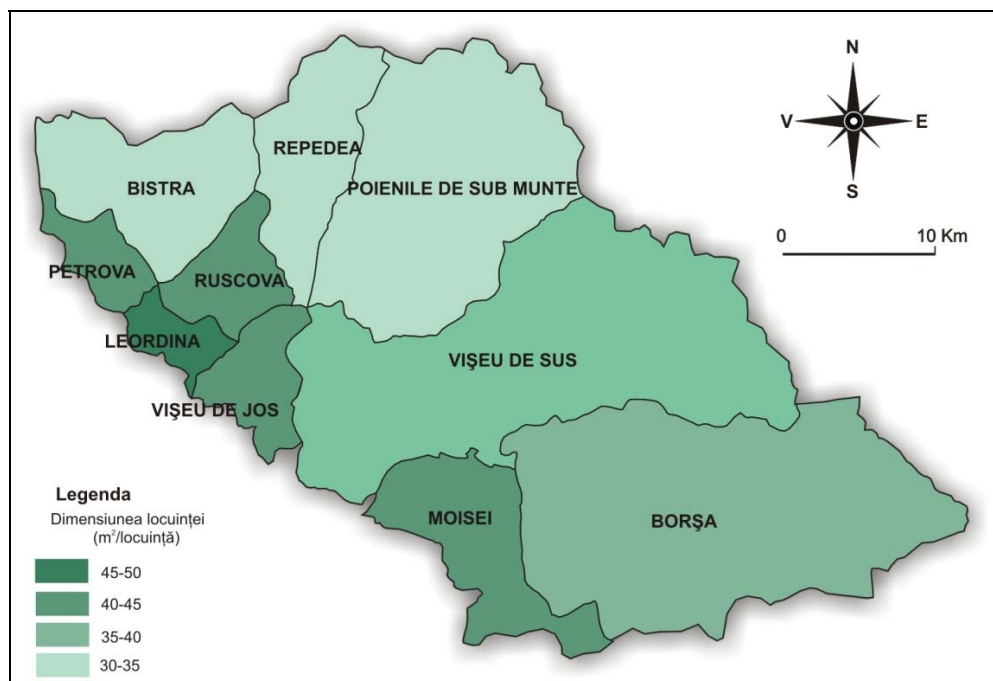 N
V E
S
0 10 Km
REPEDEA
BISTRA
POIENILE DE SUB MUNTE
PETROVA
RUSCOVA
LEORDINA
VIŞEU DE SUS
VIŞEU DE JOS
MOISEI
BORŞA
Legenda
Dimensiunea locuinței
(m²/locuință)
45-50
40-45
35-40
30-35